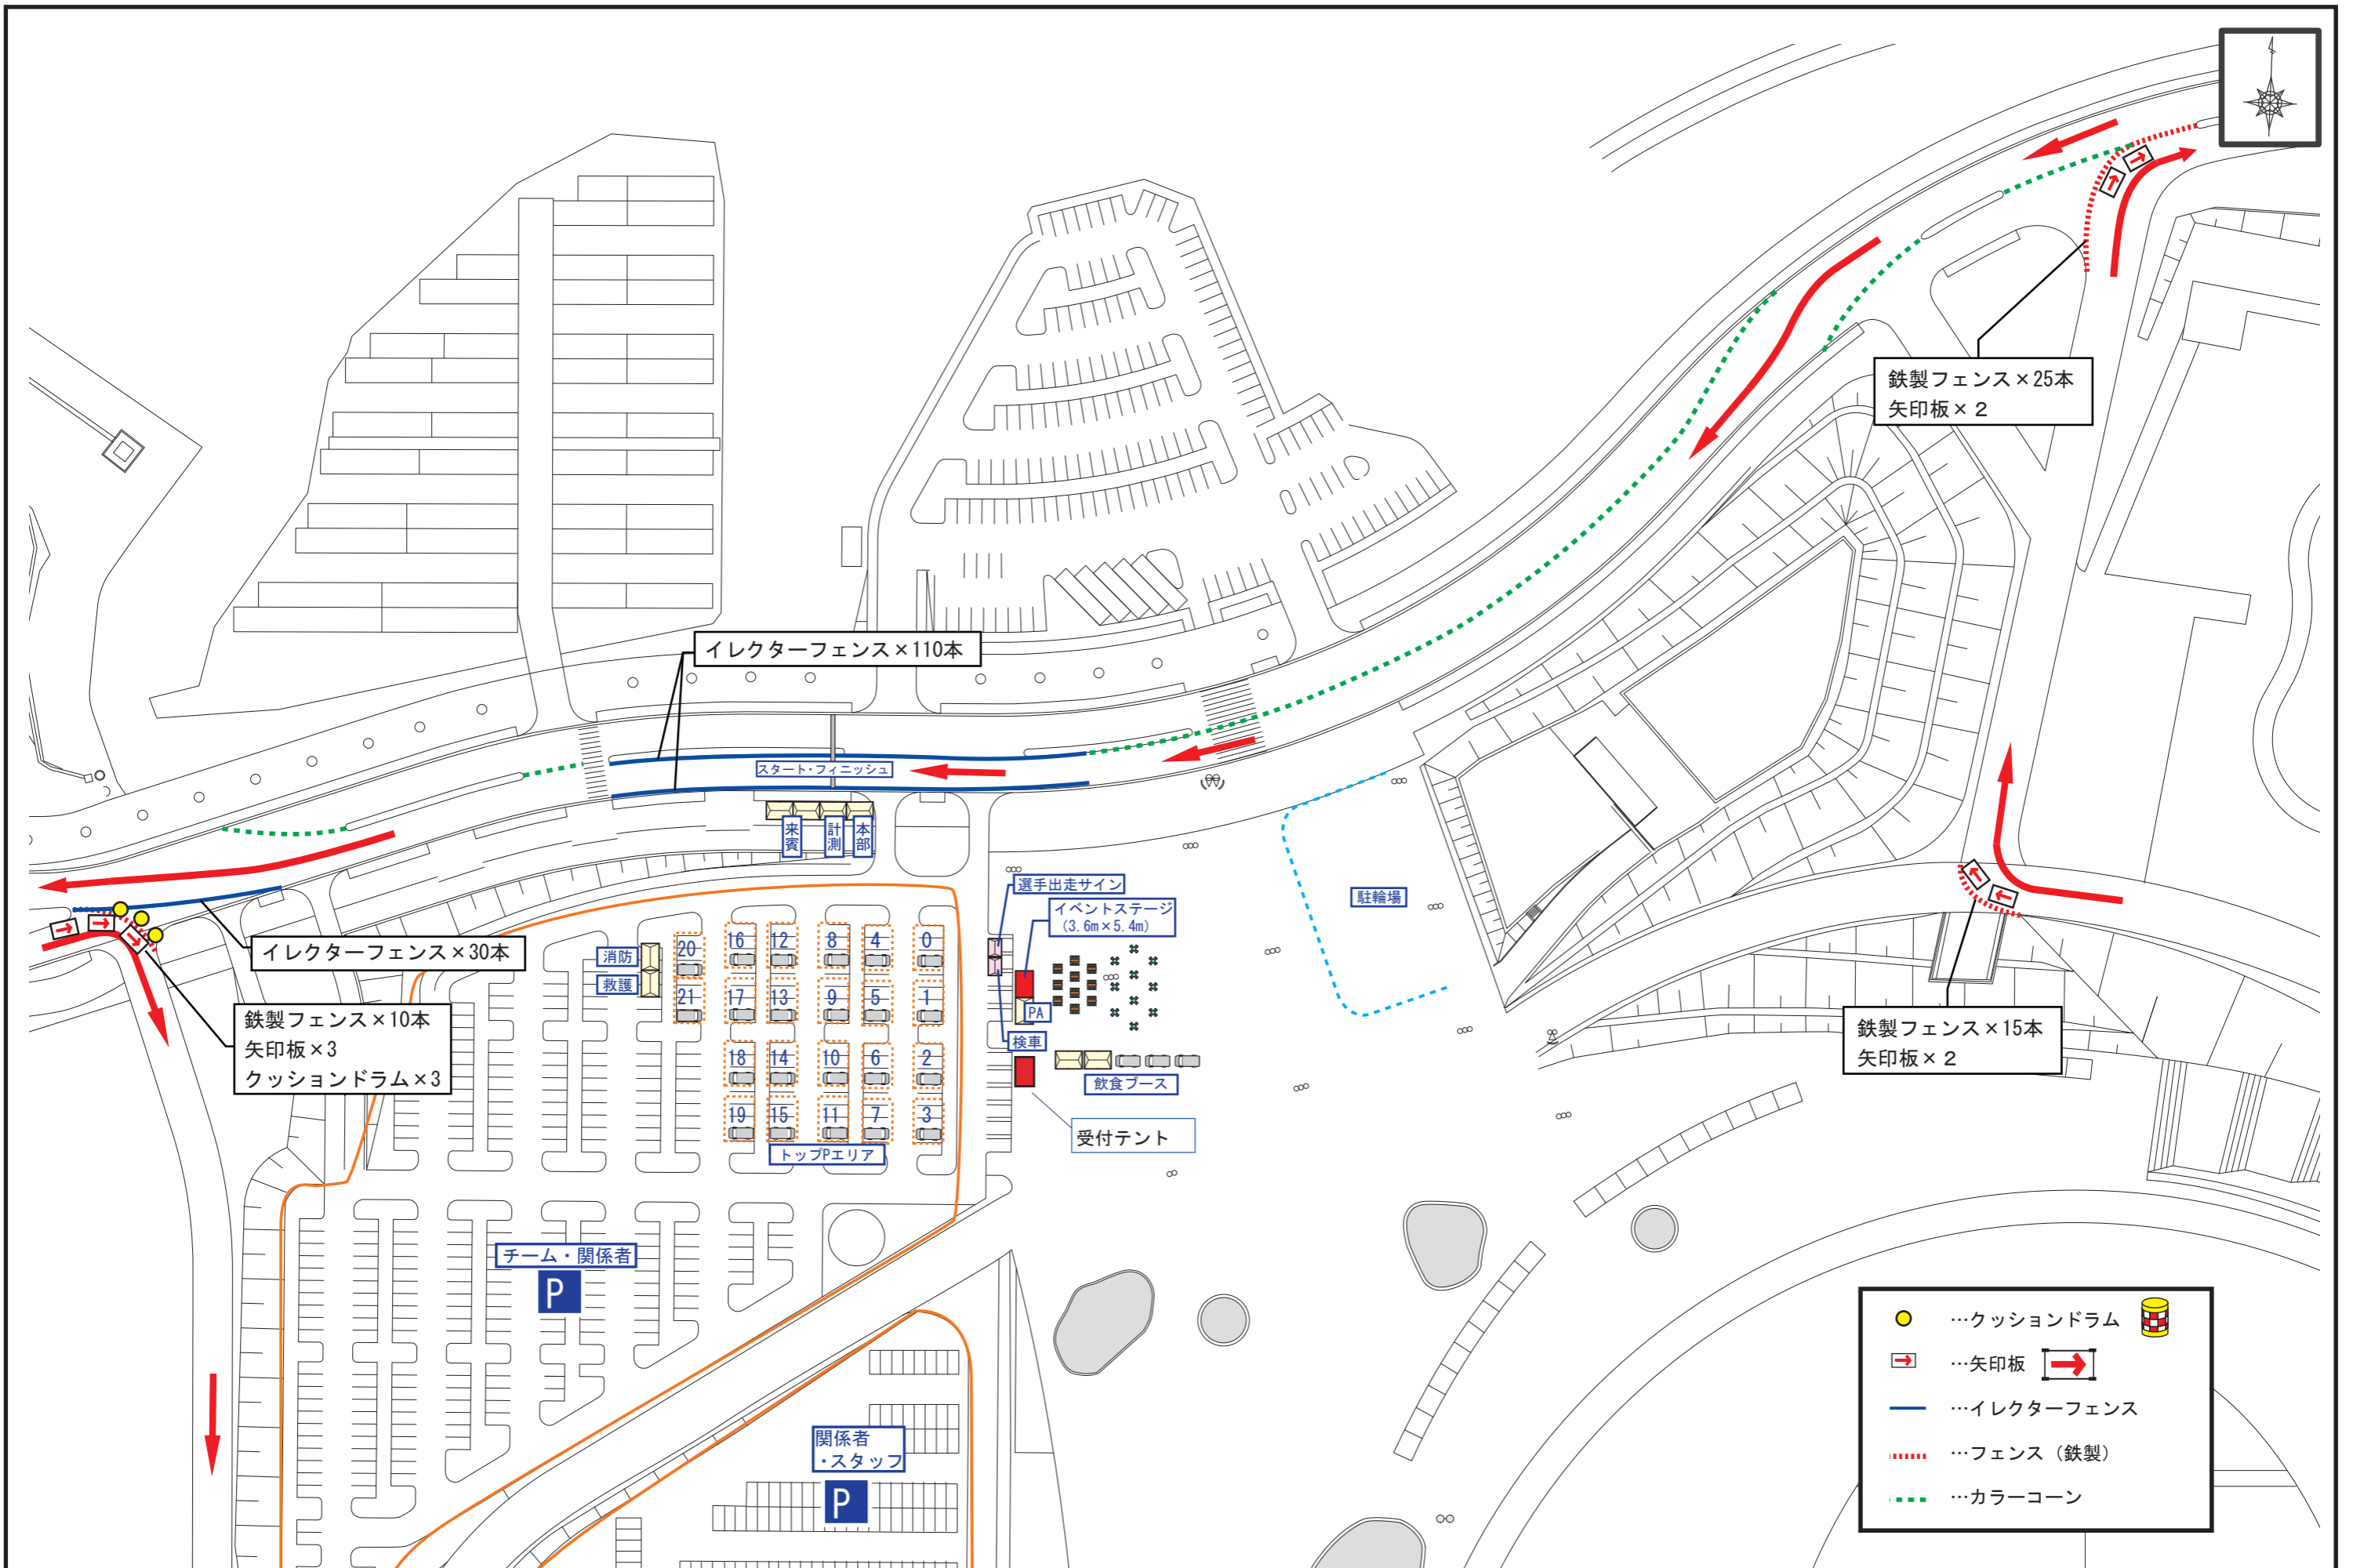 鉄製フェンス×25本
矢印板×２
イレクターフェンス×110本
スタート・フィニッシュ
来賓
計測
本部
選手出走サイン
イベントステージ
(3.6m×5.4m)
駐輪場
イレクターフェンス×30本
消防
救護
20
16
12
8
4
0
21
17
13
9
5
1
18
14
10
6
2
19
15
11
7
3
PA
検車
飲食ブース
鉄製フェンス×10本
矢印板×3
クッションドラム×3
鉄製フェンス×15本
矢印板×２
受付テント
トップPエリア
チーム・関係者
P
関係者
・スタッフ
P
…クッションドラム
…矢印板
…イレクターフェンス
…フェンス（鉄製）
…カラーコーン